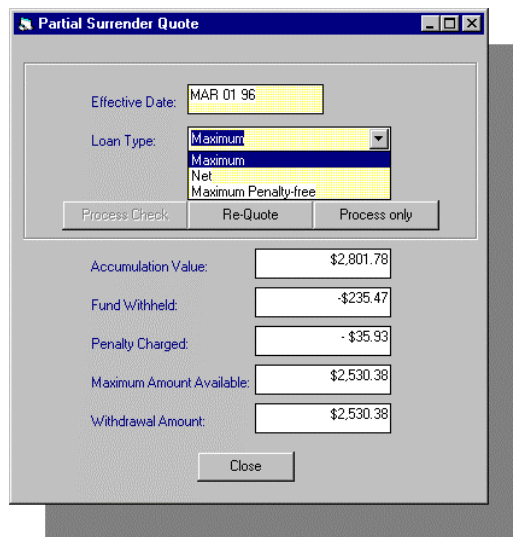 Partial Surrender Quote
Effective Date: MAR 01 96
Loan Type: Maximum
Maximum
Net
Maximum Penalty-free
Process Check Re-Quote Process only
Accumulation Value: $2,801.78
Fund Withheld: -$235.47
Penalty Charged: - $35.93
Maximum Amount Available: $2,530.38
Withdrawal Amount: $2,530.38
Close